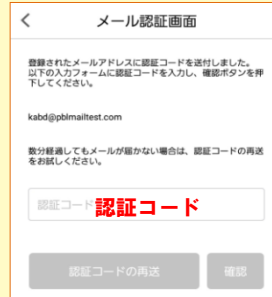 メール認証画面
登録されたメールアドレスに認証コードを送付しました。
以下の入力フォームに認証コードを入力し、確認ボタンを押
下してください。
kabd@pblmailtest.com
数分経過してもメールが届かない場合は、認証コードの再送
をお試しください。
認証コード
認証コード
認証コードの再送
確認